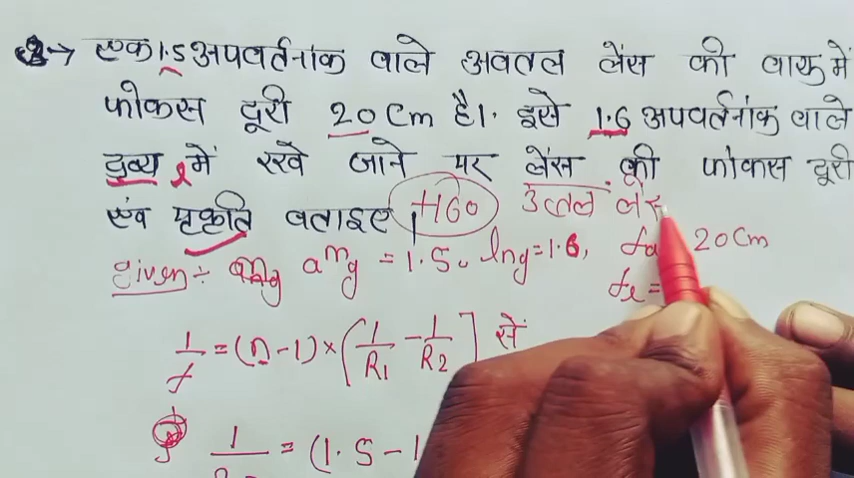 → एक 1.5 अपवर्तनांक वाले अवतल लेंस की वायु में
फोकस दूरी 20 Cm है। इसे 1.6 अपवर्तनांक वाले
द्रव्य में रखे जाने पर लेंस की फोकस दूरी
एंव प्रकृति बताइए। +160 उत्तल लेंस
given ÷ ang = 1.5, lng = 1.6, fa 20 Cm
fl =
1/f = (n - 1) × (1/R1 - 1/R2] सें
1 = (1.5 - 1